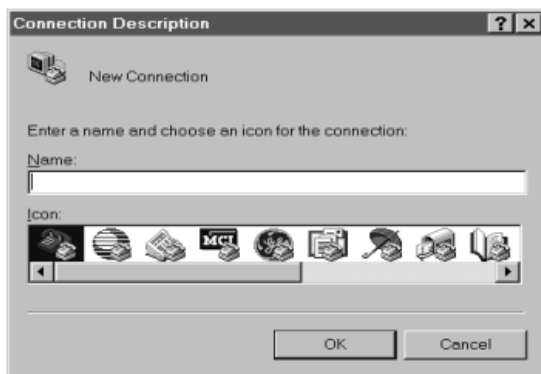 Connection Description
New Connection
Enter a name and choose an icon for the connection:
Name:
Icon:
MCI
OK Cancel